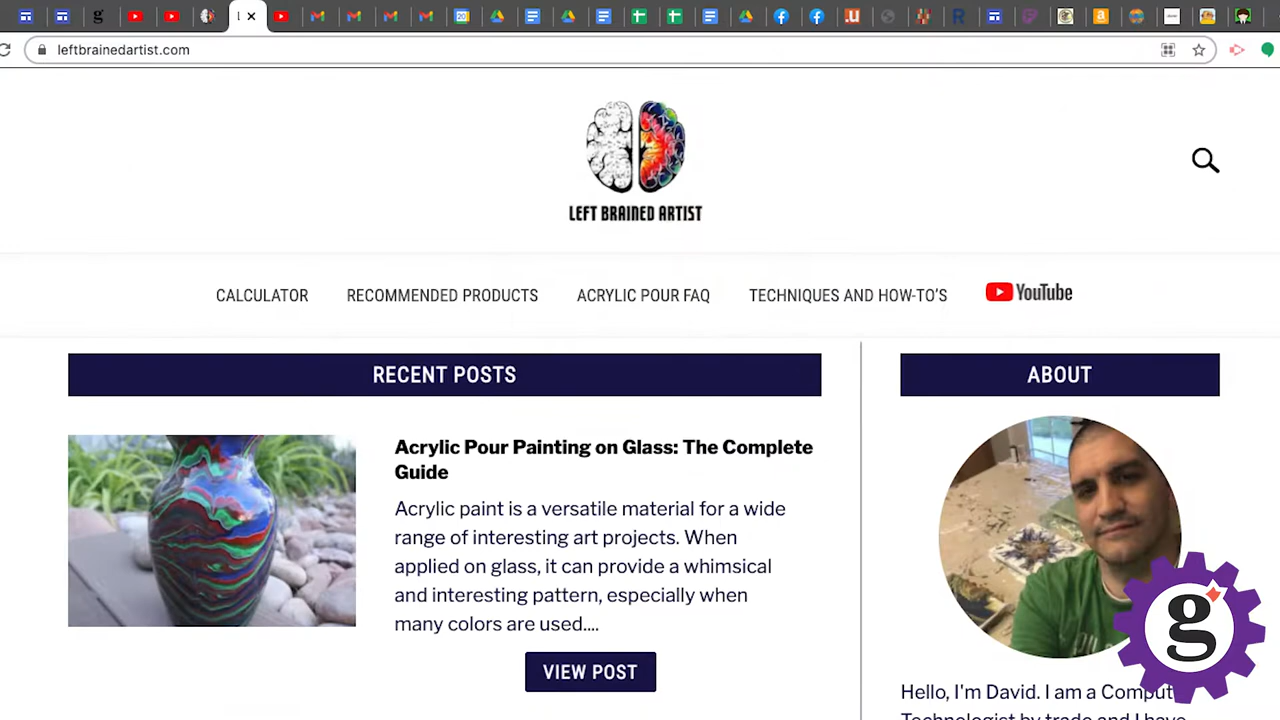 leftbrainedartist.com
LEFT BRAINED ARTIST
CALCULATOR
RECOMMENDED PRODUCTS
ACRYLIC POUR FAQ
TECHNIQUES AND HOW-TO'S
YouTube
RECENT POSTS
Acrylic Pour Painting on Glass: The Complete
Guide
Acrylic paint is a versatile material for a wide
range of interesting art projects. When
applied on glass, it can provide a whimsical
and interesting pattern, especially when
many colors are used....
VIEW POST
ABOUT
Hello, I'm David. I am a Comput
Technologist by trade and I have
g